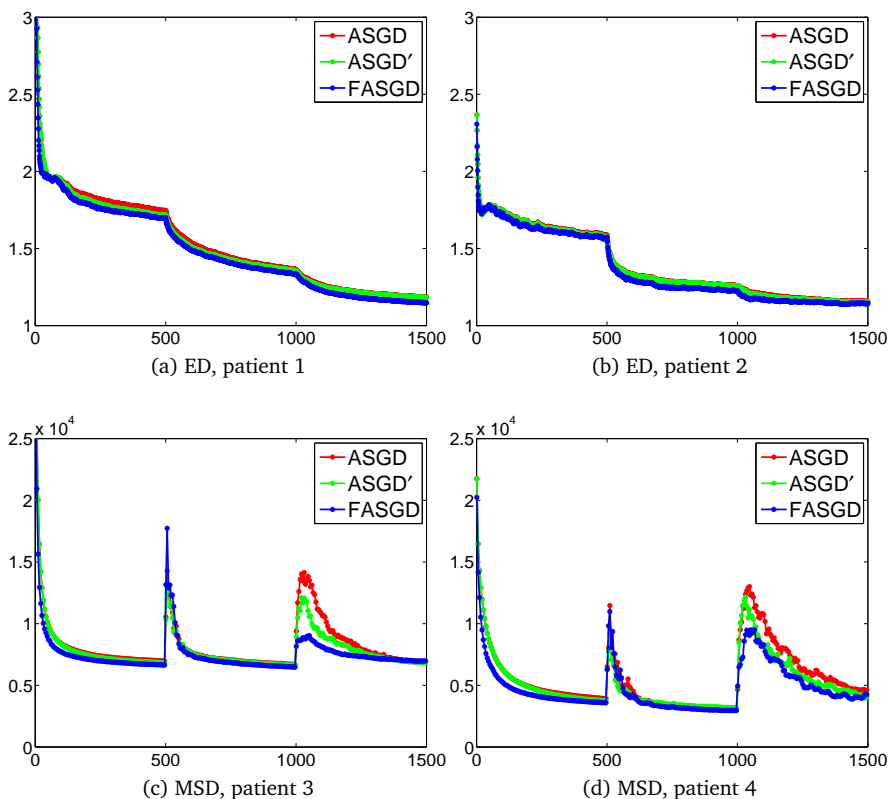 3
2.5
2
1.5
1
0 500 1000 1500
ASGD
ASGD′
FASGD
(a) ED, patient 1
3
2.5
2
1.5
1
0 500 1000 1500
ASGD
ASGD′
FASGD
(b) ED, patient 2
x 10^4
2.5
2
1.5
1
0.5
0
0 500 1000 1500
ASGD
ASGD′
FASGD
(c) MSD, patient 3
x 10^4
2.5
2
1.5
1
0.5
0
0 500 1000 1500
ASGD
ASGD′
FASGD
(d) MSD, patient 4